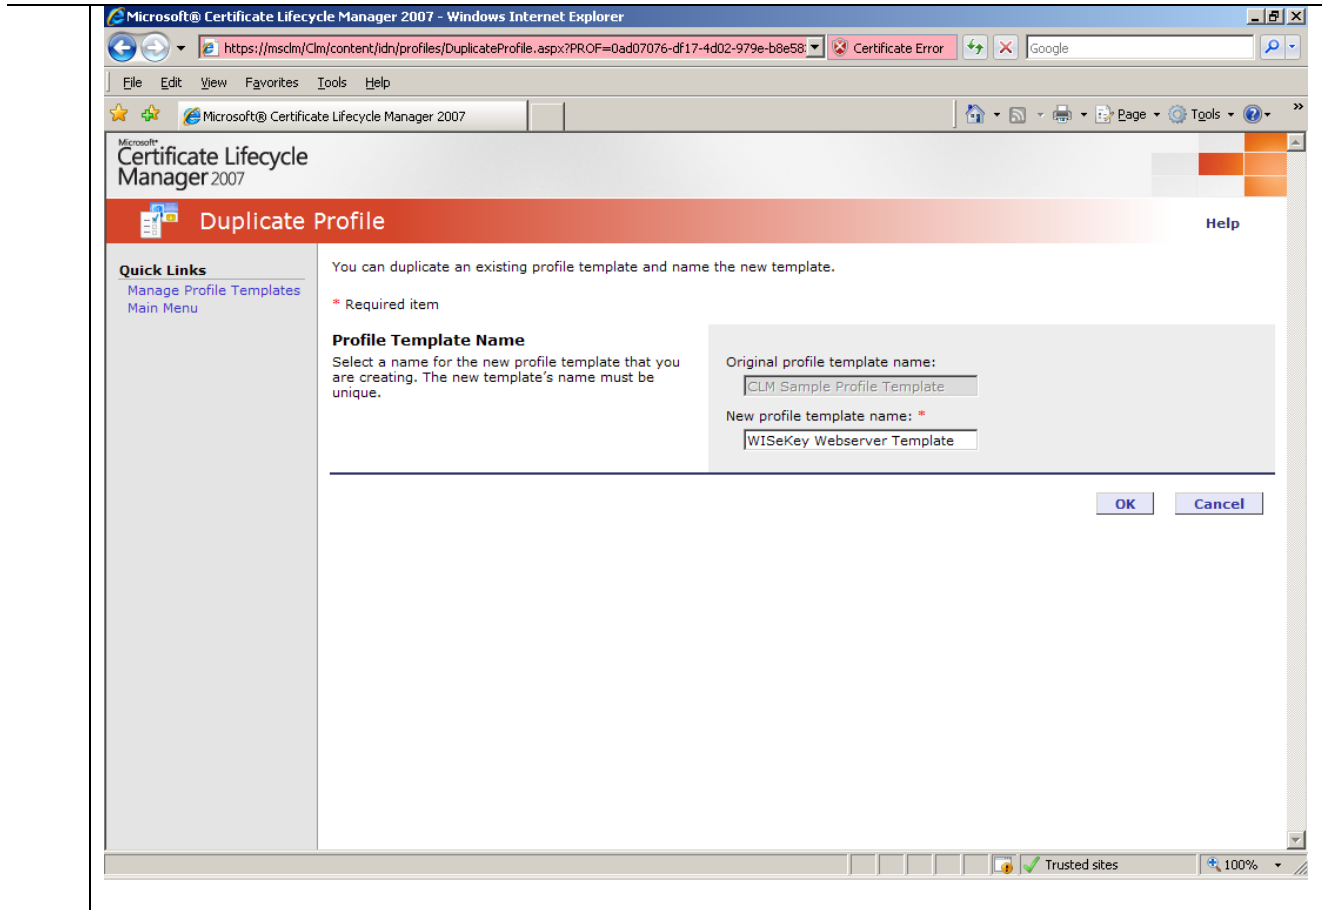 Microsoft® Certificate Lifecycle Manager 2007 - Windows Internet Explorer
https://msclm/Clm/content/idn/profiles/DuplicateProfile.aspx?PROF=0ad07076-df17-4d02-979e-b8e58 Certificate Error Google
File Edit View Favorites Tools Help
Microsoft® Certificate Lifecycle Manager 2007 Page Tools
Microsoft®
Certificate Lifecycle
Manager 2007
Duplicate Profile Help
Quick Links
Manage Profile Templates
Main Menu
You can duplicate an existing profile template and name the new template.
* Required item
Profile Template Name
Select a name for the new profile template that you
are creating. The new template's name must be
unique.
Original profile template name:
CLM Sample Profile Template
New profile template name: *
WISeKey Webserver Template
OK Cancel
Trusted sites 100%